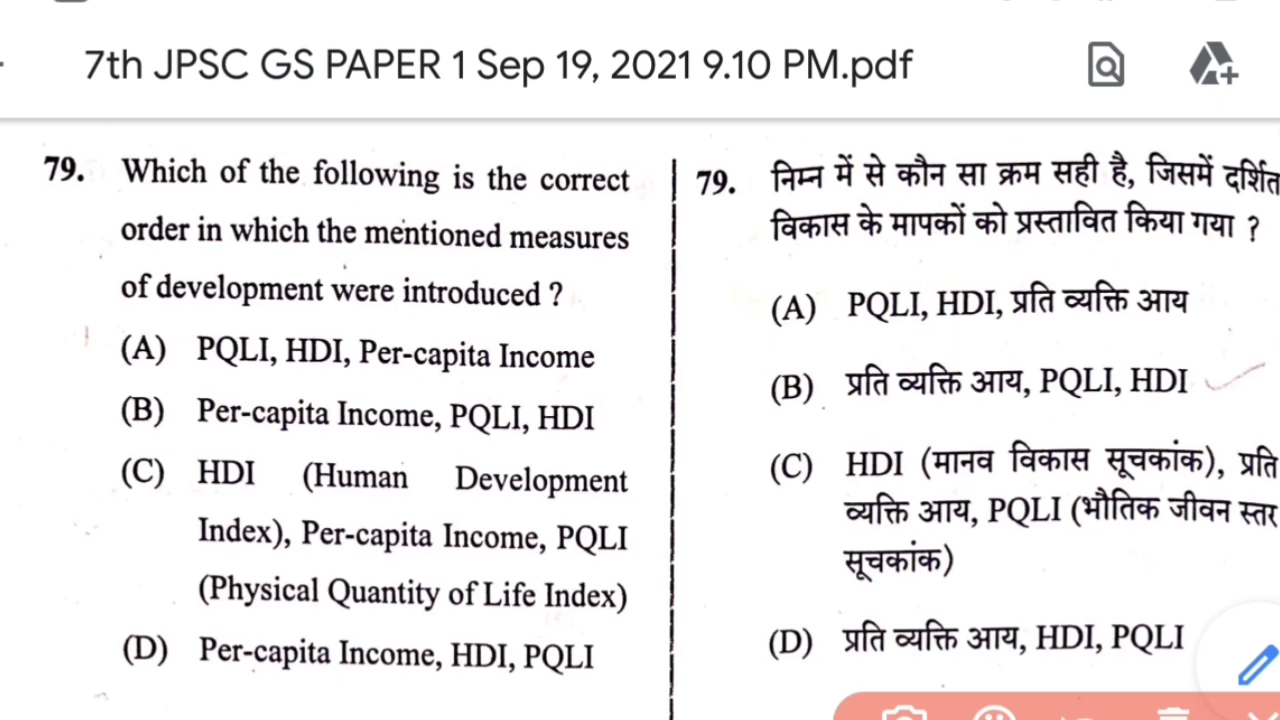 7th JPSC GS PAPER 1 Sep 19, 2021 9.10 PM.pdf
79. Which of the following is the correct
order in which the mentioned measures
of development were introduced ?
(A) PQLI, HDI, Per-capita Income
(B) Per-capita Income, PQLI, HDI
(C) HDI (Human Development
Index), Per-capita Income, PQLI
(Physical Quantity of Life Index)
(D) Per-capita Income, HDI, PQLI
79. निम्न में से कौन सा क्रम सही है, जिसमें दर्शित
विकास के मापकों को प्रस्तावित किया गया ?
(A) PQLI, HDI, प्रति व्यक्ति आय
(B) प्रति व्यक्ति आय, PQLI, HDI
(C) HDI (मानव विकास सूचकांक), प्रति
व्यक्ति आय, PQLI (भौतिक जीवन स्तर
सूचकांक)
(D) प्रति व्यक्ति आय, HDI, PQLI